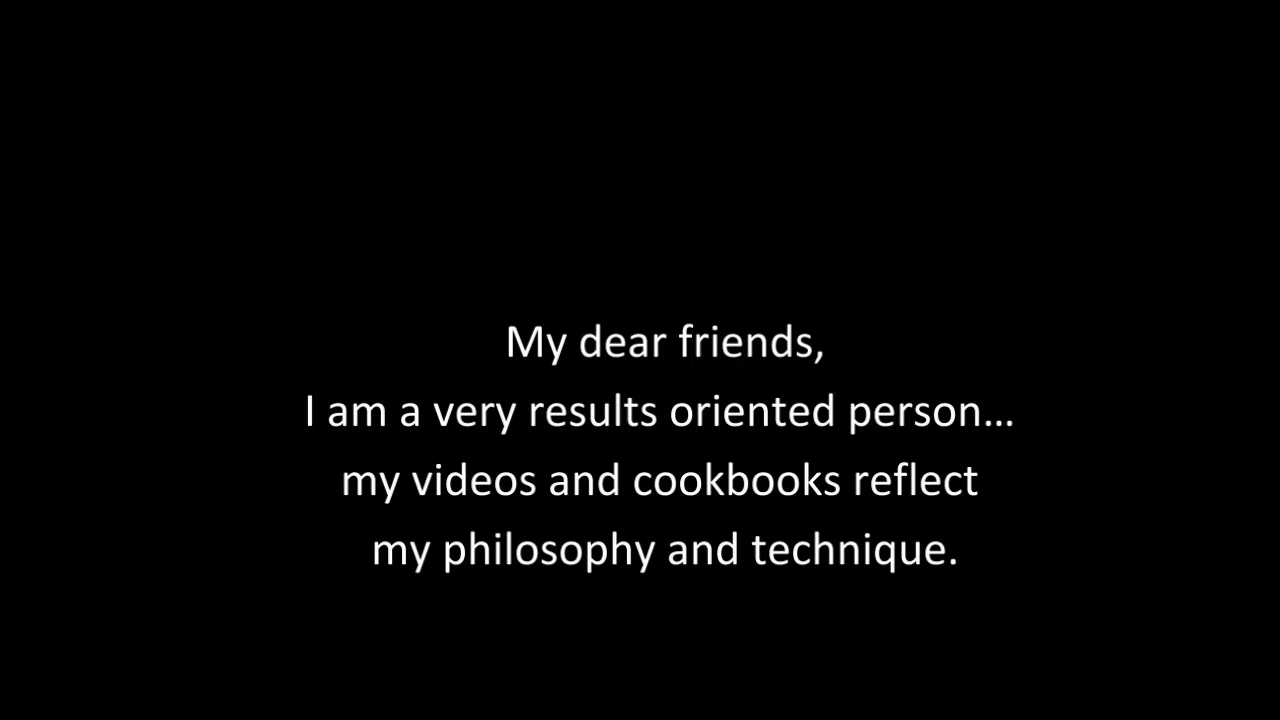 My dear friends,
I am a very results oriented person…
my videos and cookbooks reflect
my philosophy and technique.